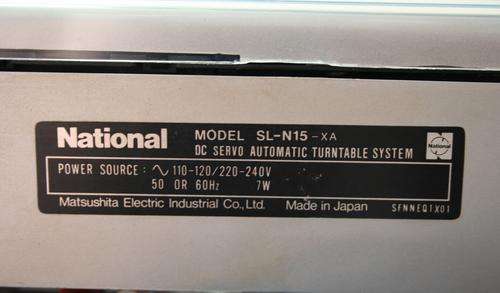 National MODEL SL-N15-XA
DC SERVO AUTOMATIC TURNTABLE SYSTEM
POWER SOURCE: ∿ 110-120/220-240V
50 OR 60Hz 7W
Matsushita Electric Industrial Co., Ltd. Made in Japan SFNNEQ1X01